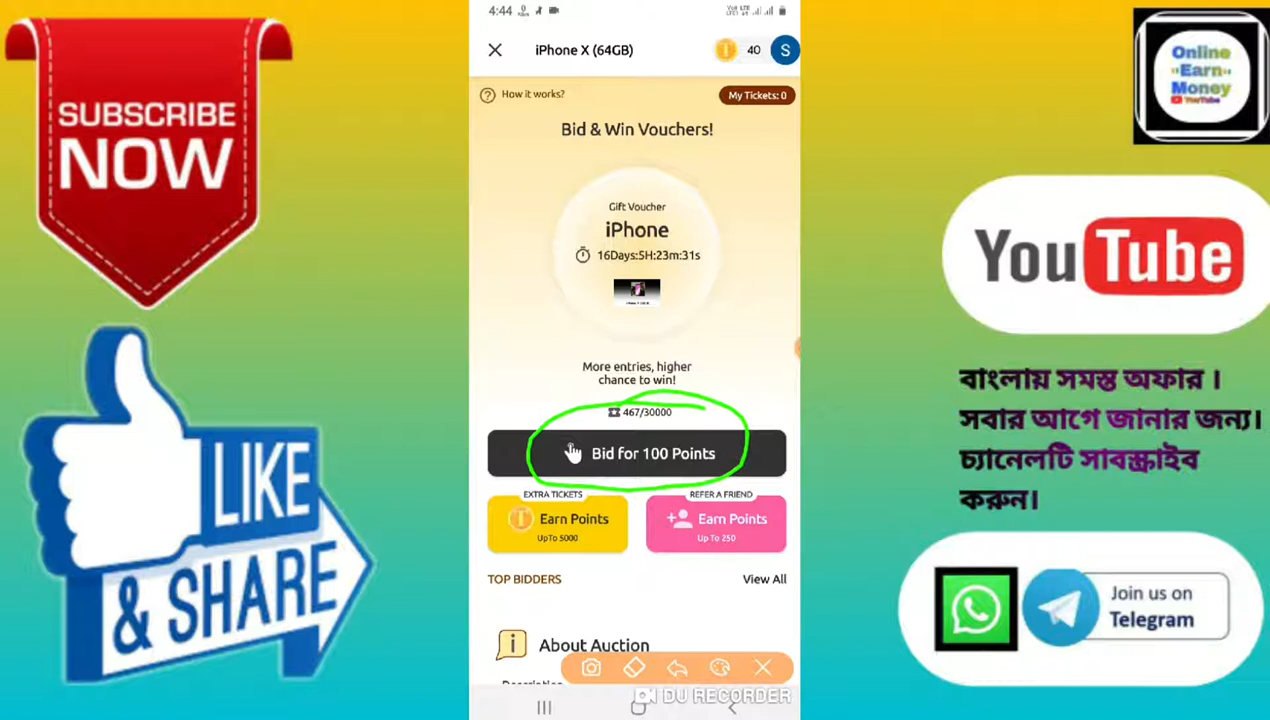 SUBSCRIBE
NOW
LIKE
& SHARE
4:44
iPhone X (64GB)
40
S
How it works?
My Tickets: 0
Bid & Win Vouchers!
Gift Voucher
iPhone
16Days:5H:23m:31s
More entries, higher
chance to win!
467/30000
Bid for 100 Points
EXTRA TICKETS
Earn Points
UpTo 5000
REFER A FRIEND
Earn Points
Up To 250
TOP BIDDERS
View All
About Auction
DU RECORDER
Online
Earn
Money
YouTube
YouTube
বাংলায় সমস্ত অফার ।
সবার আগে জানার জন্য।
চ্যানেলটি সাবস্ক্রাইব
করুন।
Join us on
Telegram